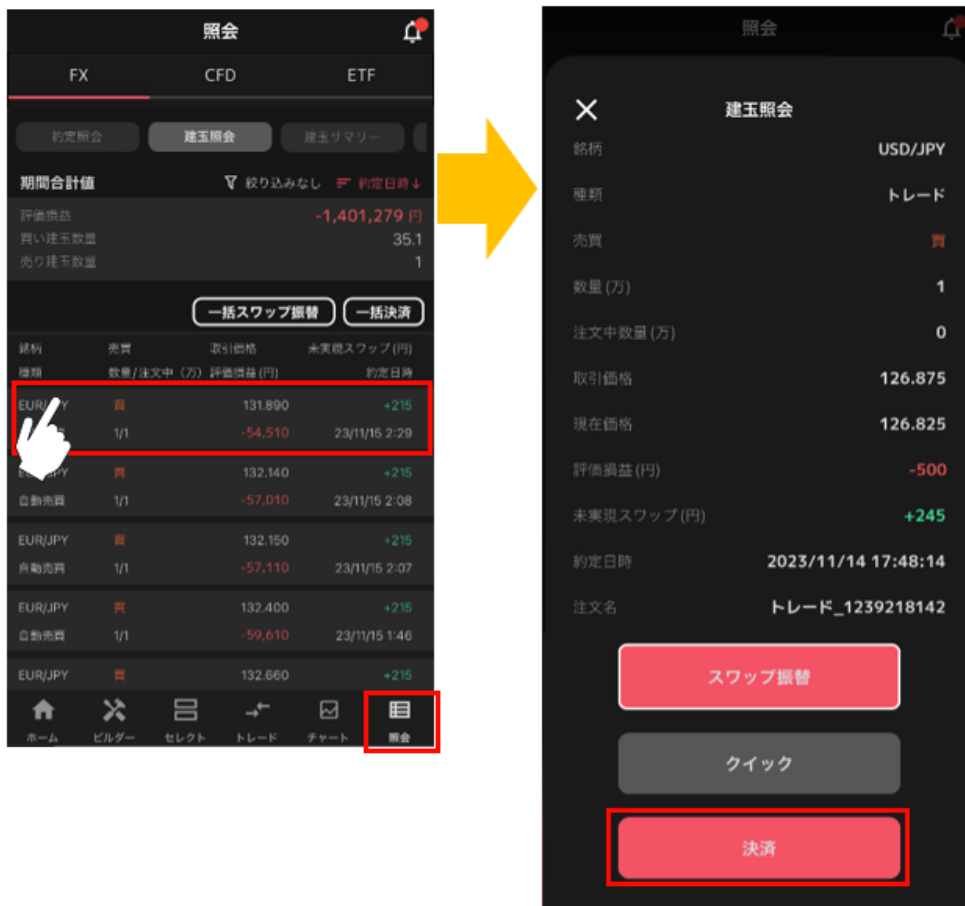 照会
FX CFD ETF
約定照会 建玉照会 建玉サマリー
期間合計値 絞り込みなし 約定日時↓
評価損益 -1,401,279 円
買い建玉数量 35.1
売り建玉数量 1
一括スワップ振替 一括決済
銘柄 売買 取引価格 未実現スワップ(円)
種類 数量/注文中 (万) 評価損益(円) 約定日時
EUR/ Y 買 131.890 +215
1/1 -54,510 23/11/15 2:29
買 132.140 +215
自動売買 1/1 -57,010 23/11/15 2:08
EUR/JPY 買 132.150 +215
自動売買 1/1 -57,110 23/11/15 2:07
EUR/JPY 買 132.400 +215
自動売買 1/1 -59,610 23/11/15 1:46
EUR/JPY 買 132.660 +215
ホーム ビルダー セレクト トレード チャート 照会
照会
建玉照会
銘柄 USD/JPY
種類 トレード
売買 買
数量(万) 1
注文中数量(万) 0
取引価格 126.875
現在価格 126.825
評価損益(円) -500
未実現スワップ(円) +245
約定日時 2023/11/14 17:48:14
注文名 トレード_1239218142
スワップ振替
クイック
決済